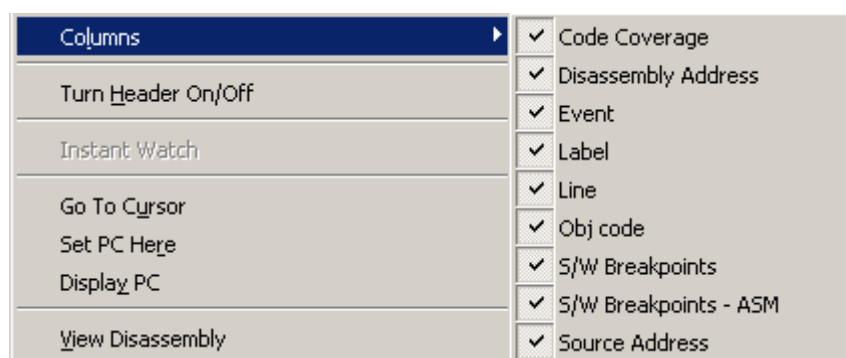 Columns
Turn Header On/Off
Instant Watch
Go To Cursor
Set PC Here
Display PC
View Disassembly
Code Coverage
Disassembly Address
Event
Label
Line
Obj code
S/W Breakpoints
S/W Breakpoints - ASM
Source Address